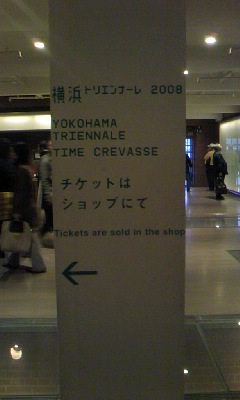 横浜トリエンナーレ 2008
YOKOHAMA
TRIENNALE
TIME CREVASSE
チケットは
ショップにて
Tickets are sold in the shop